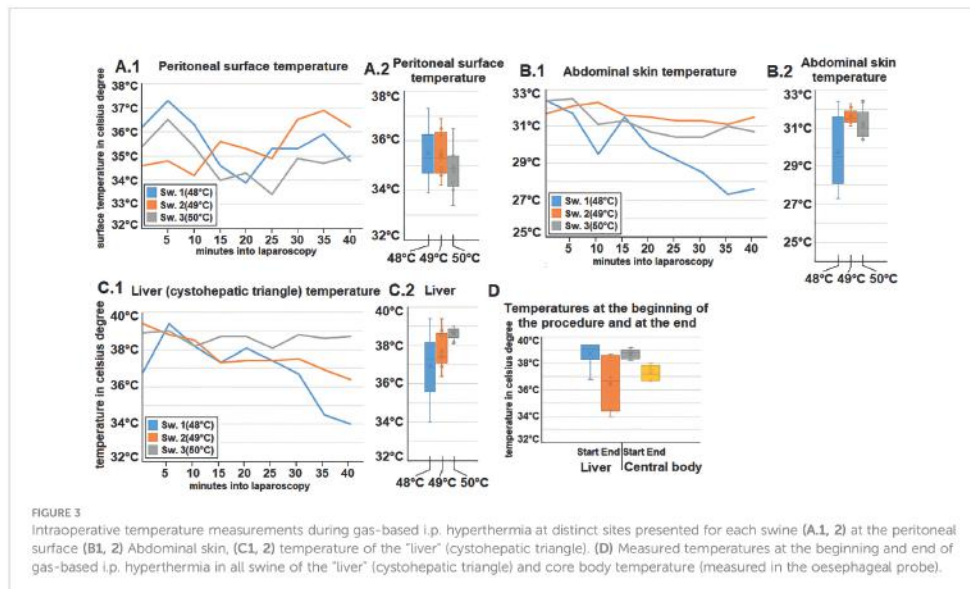 A.1
Peritoneal surface temperature
surface temperature in celsius degree
38°C
37°C
36°C
35°C
34°C
33°C
32°C
Sw. 1(48°C)
Sw. 2(49°C)
Sw. 3(50°C)
5 10 15 20 25 30 35 40
minutes into laparoscopy
A.2
Peritoneal surface
temperature
38°C
36°C
34°C
32°C
48°C 49°C 50°C
B.1
Abdominal skin temperature
33°C
31°C
29°C
27°C
25°C
Sw. 1(48°C)
Sw. 2(49°C)
Sw. 3(50°C)
5 10 15 20 25 30 35 40
minutes into laparoscopy
B.2
Abdominal skin
temperature
33°C
31°C
29°C
27°C
25°C
48°C 49°C 50°C
C.1
Liver (cystohepatic triangle) temperature
temperature in celsius degree
40°C
38°C
36°C
34°C
32°C
Sw. 1(48°C)
Sw. 2(49°C)
Sw. 3(50°C)
5 10 15 20 25 30 35 40
minutes into laparoscopy
C.2
Liver
40°C
38°C
36°C
34°C
32°C
48°C 49°C 50°C
D
Temperatures at the beginning of
the procedure and at the end
temperature in celsius degree
40°C
38°C
36°C
34°C
32°C
Start End Start End
Liver Central body
FIGURE 3
Intraoperative temperature measurements during gas-based i.p. hyperthermia at distinct sites presented for each swine (A.1, 2) at the peritoneal
surface (B1, 2) Abdominal skin, (C1, 2) temperature of the "liver" (cystohepatic triangle). (D) Measured temperatures at the beginning and end of
gas-based i.p. hyperthermia in all swine of the "liver" (cystohepatic triangle) and core body temperature (measured in the oesephageal probe).